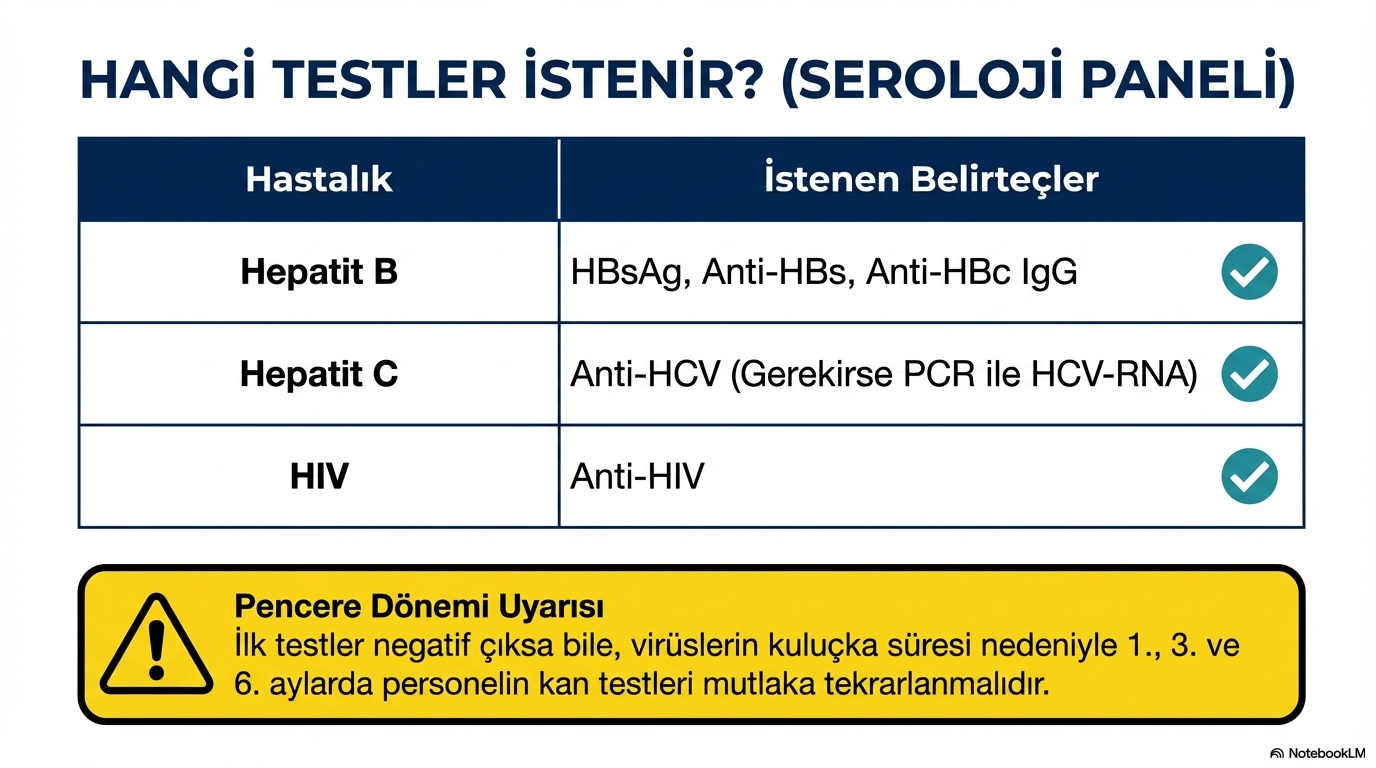 HANGİ TESTLER İSTENİR? (SEROLOJİ PANELİ)
Hastalık
İstenen Belirteçler
Hepatit B
HBsAg, Anti-HBs, Anti-HBc IgG
Hepatit C
Anti-HCV (Gerekirse PCR ile HCV-RNA)
HIV
Anti-HIV
Pencere Dönemi Uyarısı
İlk testler negatif çıksa bile, virüslerin kuluçka süresi nedeniyle 1., 3. ve
6. aylarda personelin kan testleri mutlaka tekrarlanmalıdır.
NotebookLM